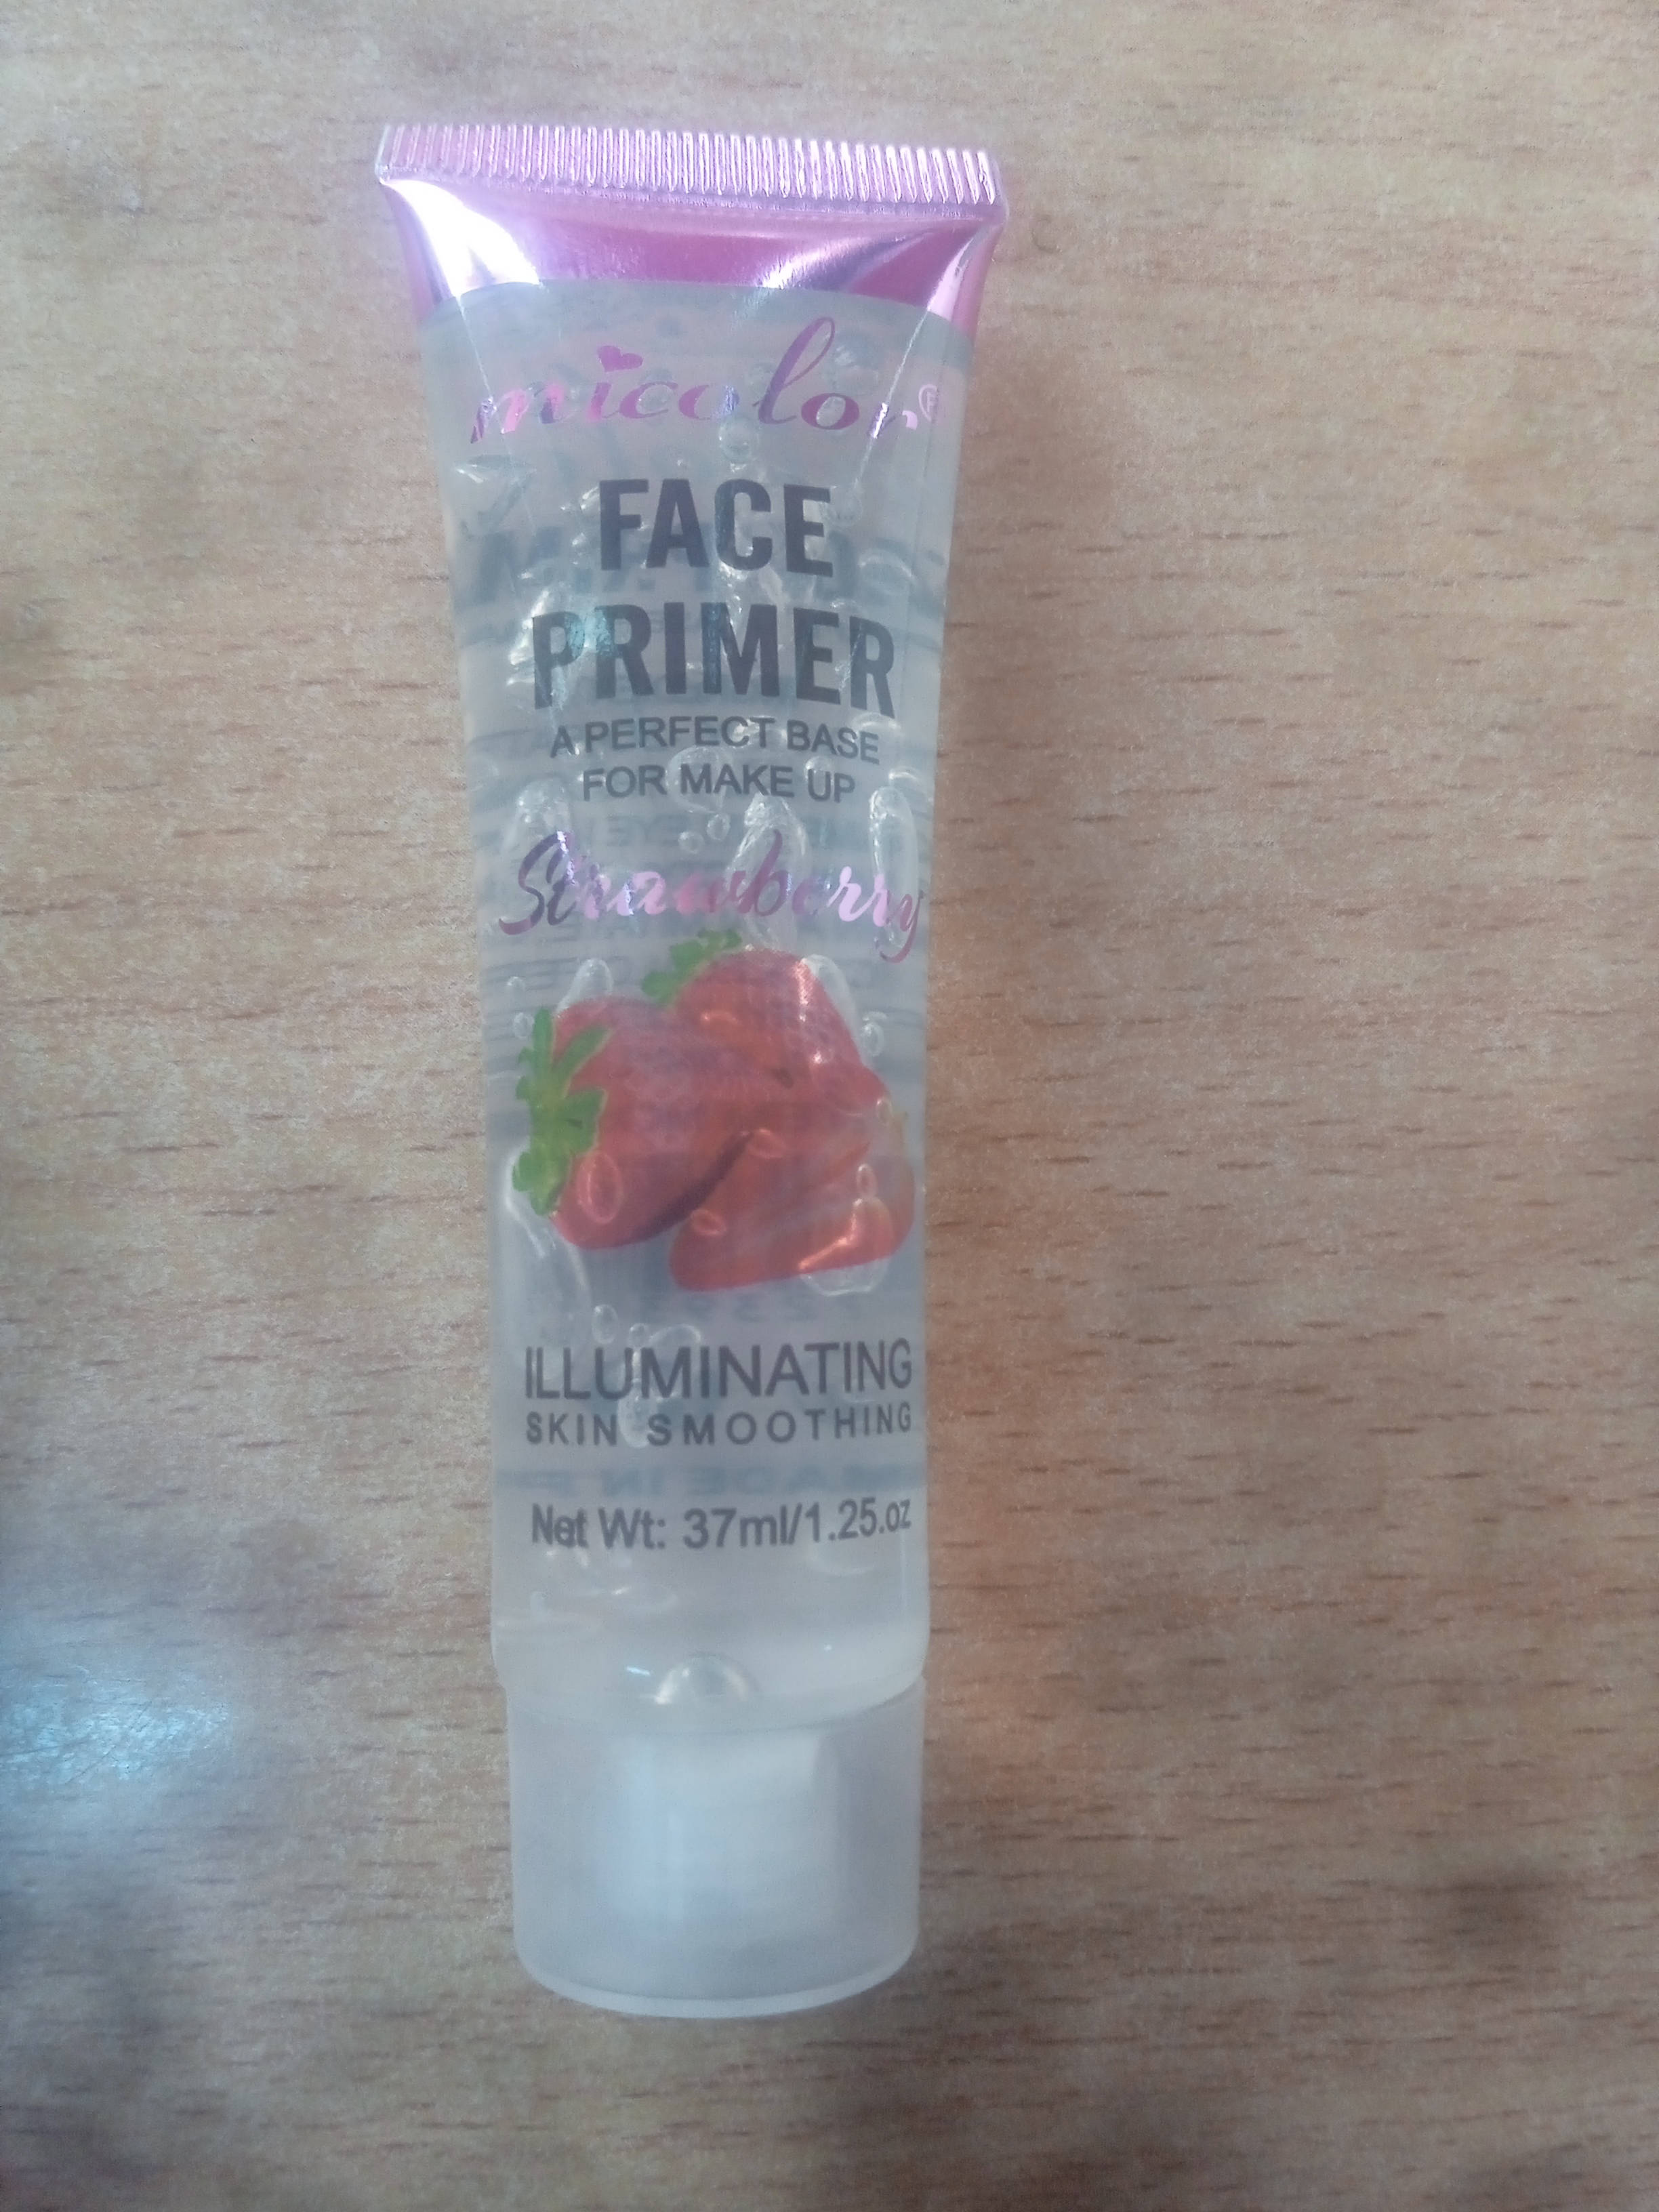 micolor®
FACE
PRIMER
A PERFECT BASE
FOR MAKE UP
Strawberry
ILLUMINATING
SKIN SMOOTHING
Net Wt: 37ml/1.25.oz